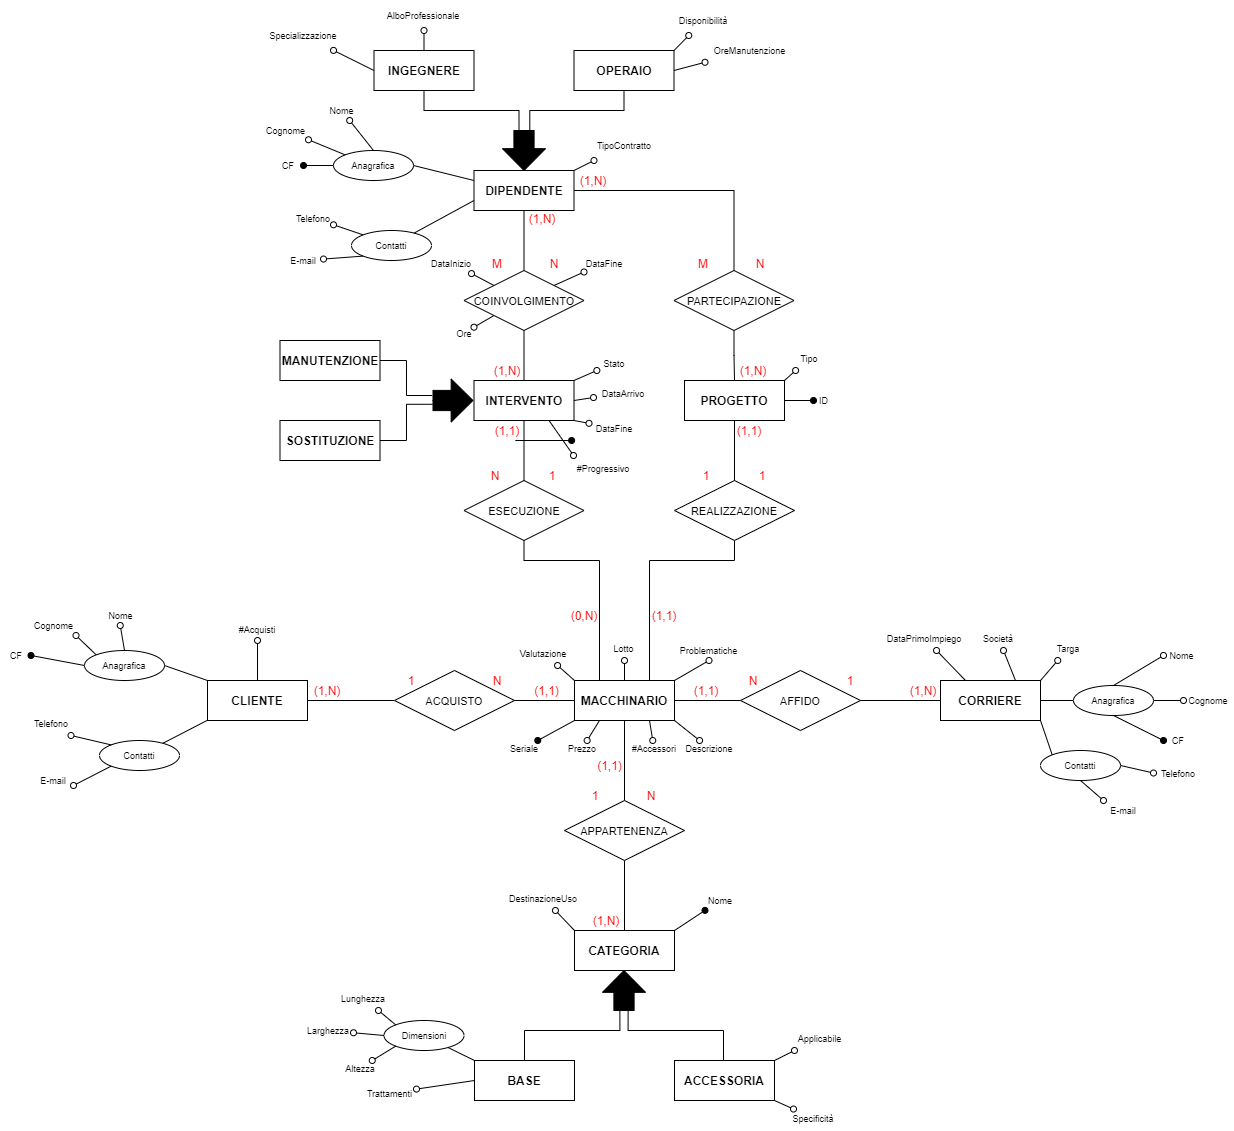 AlboProfessionale
Disponibilità
Specializzazione
OreManutenzione
INGEGNERE
OPERAIO
Nome
Cognome
TipoContratto
CF
Anagrafica
(1,N)
DIPENDENTE
(1,N)
Telefono
Contatti
E-mail
DataInizio
M
N
DataFine
M
N
COINVOLGIMENTO
PARTECIPAZIONE
Ore
MANUTENZIONE
Stato
Tipo
(1,N)
(1,N)
DataArrivo
INTERVENTO
PROGETTO
ID
DataFine
(1,1)
(1,1)
SOSTITUZIONE
#Progressivo
N
1
1
1
ESECUZIONE
REALIZZAZIONE
(0,N)
(1,1)
Nome
Cognome
#Acquisti
DataPrimoImpiego
Società
Targa
Valutazione
Lotto
Problematiche
CF
Anagrafica
Nome
1
N
N
1
(1,N)
(1,1)
(1,1)
(1,N)
CLIENTE
ACQUISTO
MACCHINARIO
AFFIDO
CORRIERE
Anagrafica
Cognome
Telefono
Seriale
Prezzo
#Accessori
Descrizione
CF
Contatti
(1,1)
Contatti
Telefono
E-mail
1
N
E-mail
APPARTENENZA
DestinazioneUso
Nome
(1,N)
CATEGORIA
Lunghezza
Larghezza
Dimensioni
Applicabile
Altezza
BASE
ACCESSORIA
Trattamenti
Specificità